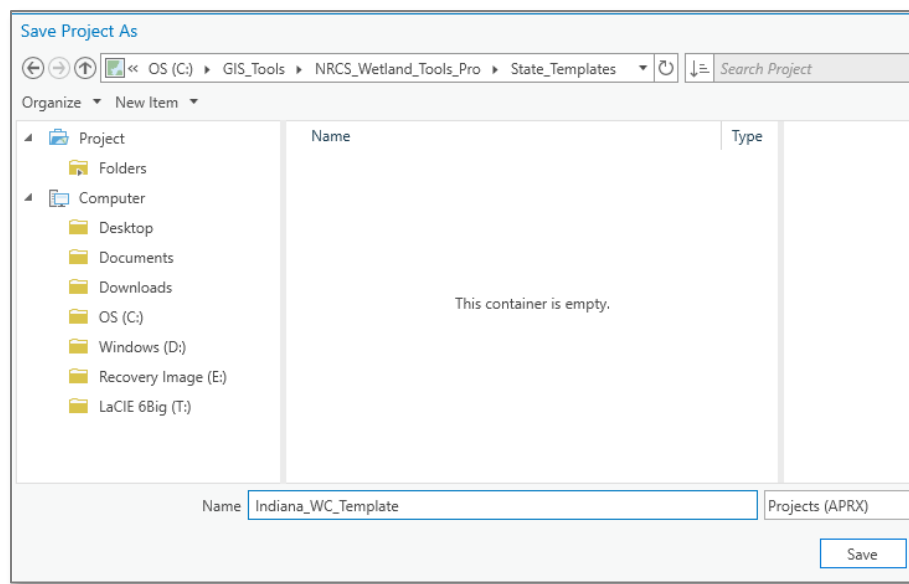 Save Project As
« OS (C:) GIS_Tools NRCS_Wetland_Tools_Pro State_Templates Search Project
Organize New Item
Project
Folders
Computer
Desktop
Documents
Downloads
OS (C:)
Windows (D:)
Recovery Image (E:)
LaCIE 6Big (T:)
Name Type
This container is empty.
Name Indiana_WC_Template Projects (APRX)
Save